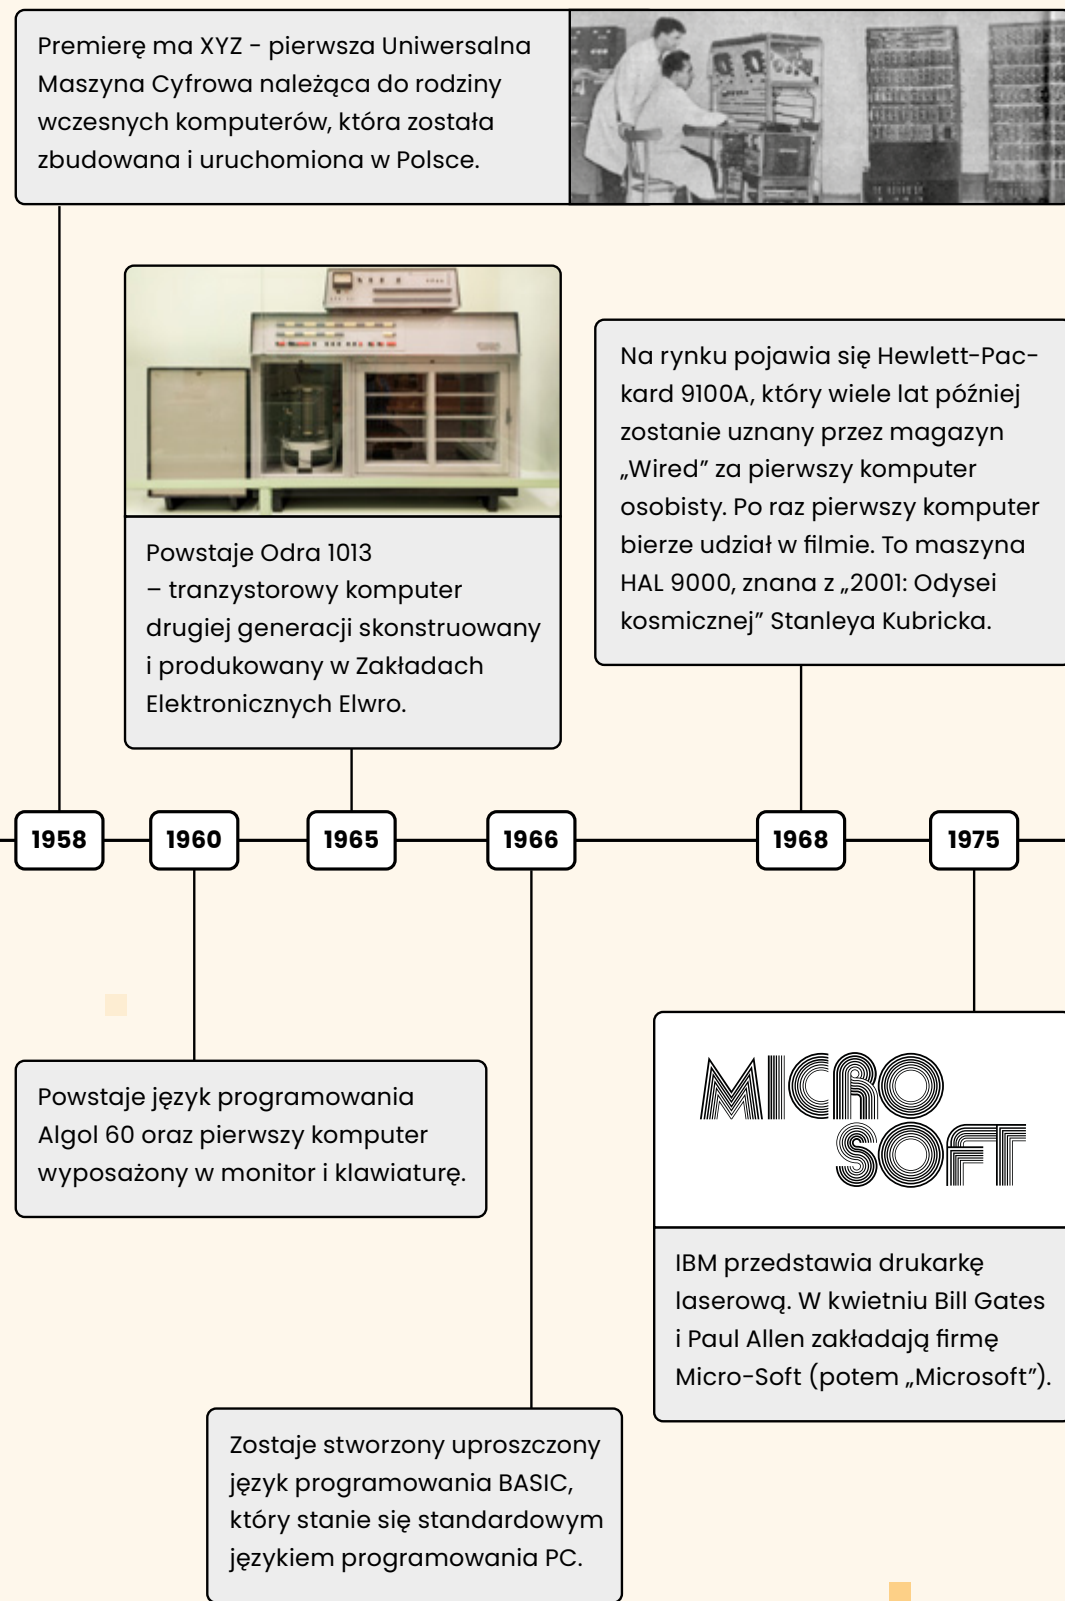 Premierę ma XYZ - pierwsza Uniwersalna
Maszyna Cyfrowa należąca do rodziny
wczesnych komputerów, która została
zbudowana i uruchomiona w Polsce.
Powstaje Odra 1013
– tranzystorowy komputer
drugiej generacji skonstruowany
i produkowany w Zakładach
Elektronicznych Elwro.
Na rynku pojawia się Hewlett-Pac-
kard 9100A, który wiele lat później
zostanie uznany przez magazyn
„Wired” za pierwszy komputer
osobisty. Po raz pierwszy komputer
bierze udział w filmie. To maszyna
HAL 9000, znana z „2001: Odysei
kosmicznej” Stanleya Kubricka.
1958
1960
1965
1966
1968
1975
Powstaje język programowania
Algol 60 oraz pierwszy komputer
wyposażony w monitor i klawiaturę.
MICRO
SOFT
IBM przedstawia drukarkę
laserową. W kwietniu Bill Gates
i Paul Allen zakładają firmę
Micro-Soft (potem „Microsoft”).
Zostaje stworzony uproszczony
język programowania BASIC,
który stanie się standardowym
językiem programowania PC.